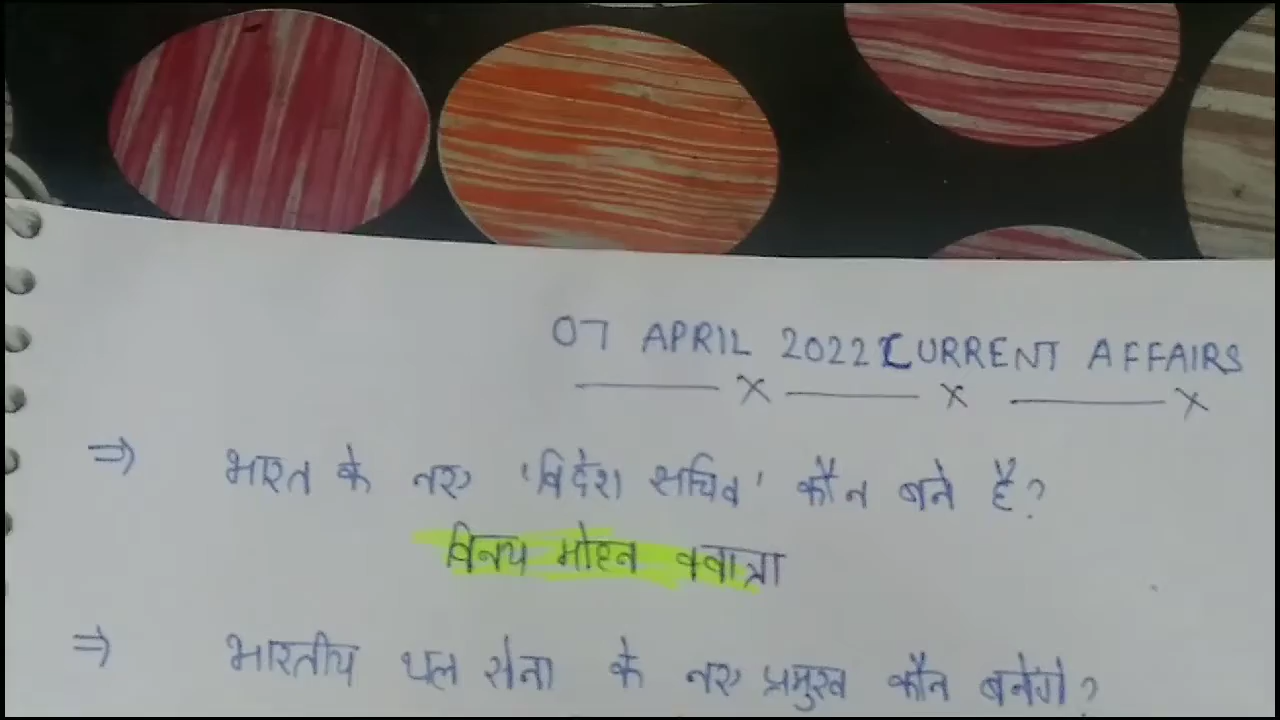 07 APRIL 2022 CURRENT AFFAIRS
⇒ भारत के नए 'विदेश सचिव' कौन बने है?
विनय मोहन क्वात्रा
⇒ भारतीय थल सेना के नए प्रमुख कौन बनेंगे?